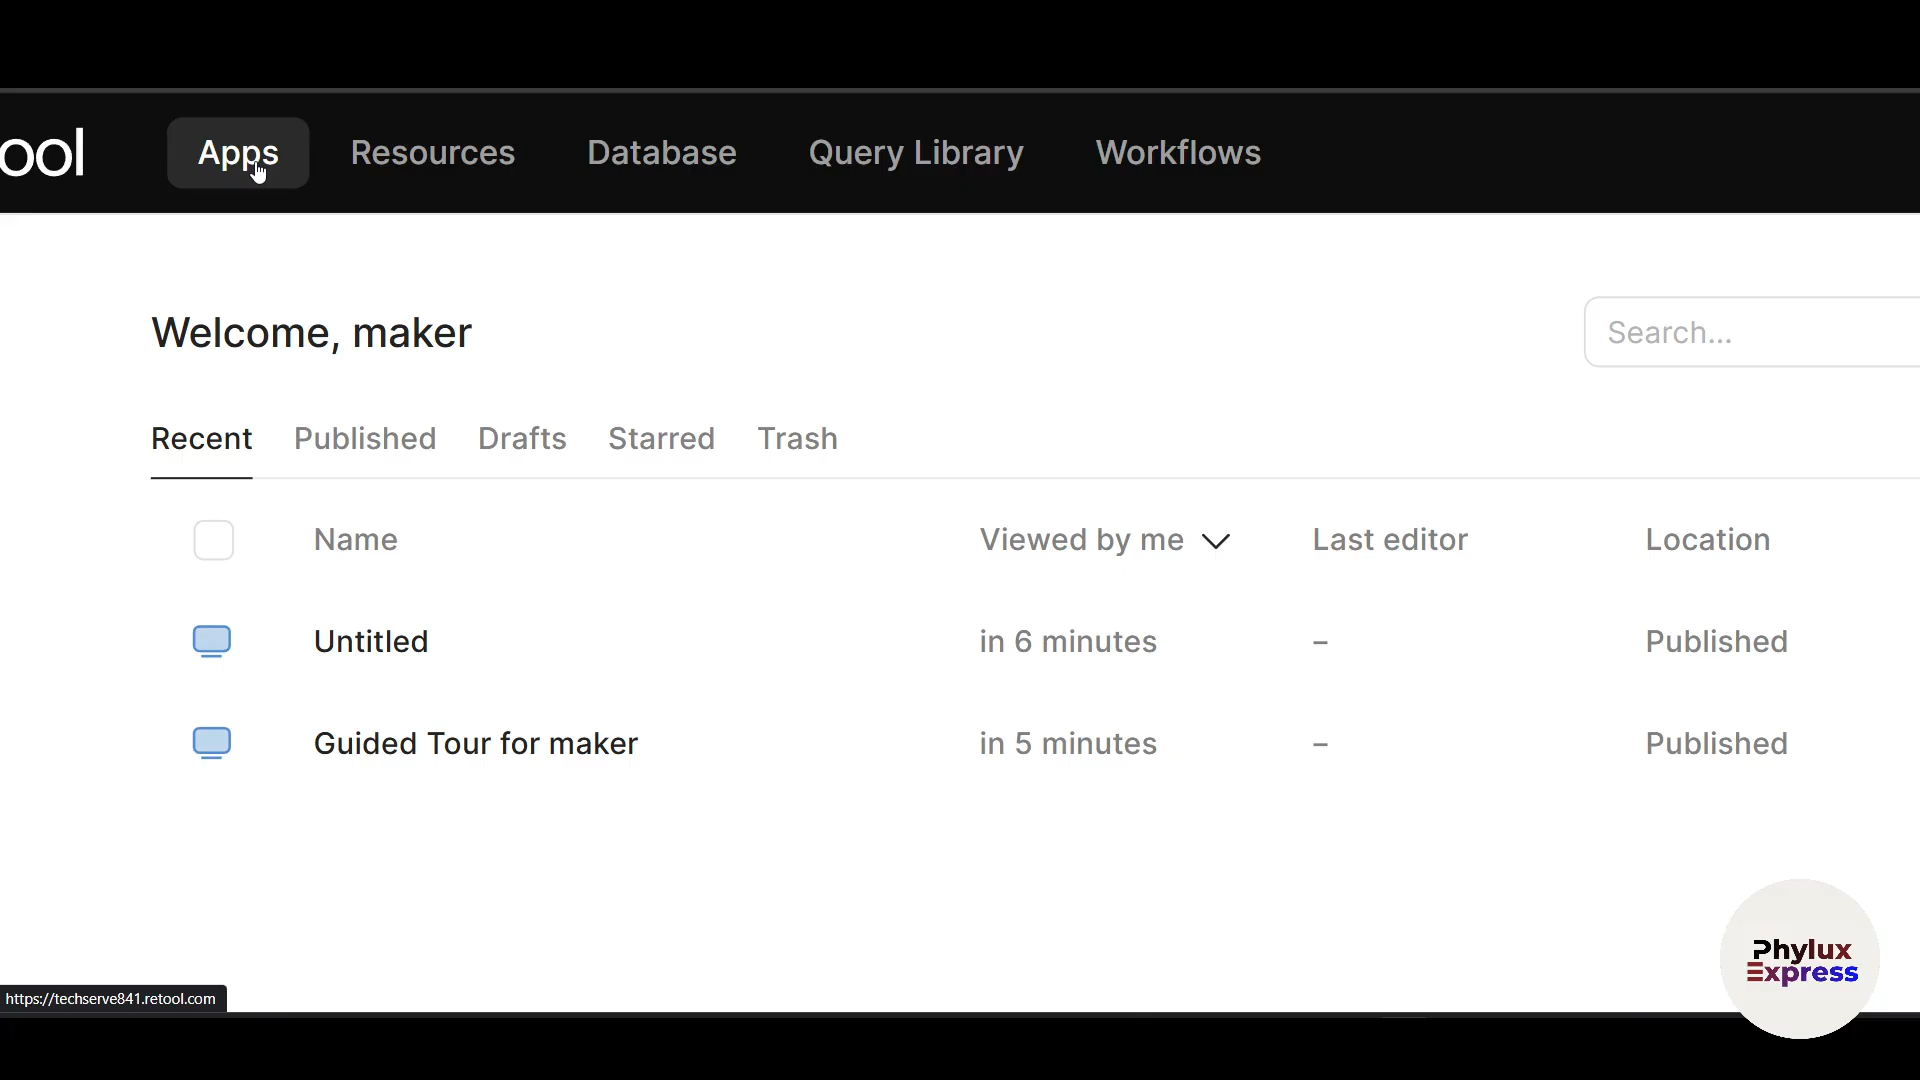 ool Apps Resources Database Query Library Workflows
Welcome, maker Search...
Recent Published Drafts Starred Trash
Name Viewed by me Last editor Location
Untitled in 6 minutes – Published
Guided Tour for maker in 5 minutes – Published
Phylux
Express
https://techserve841.retool.com